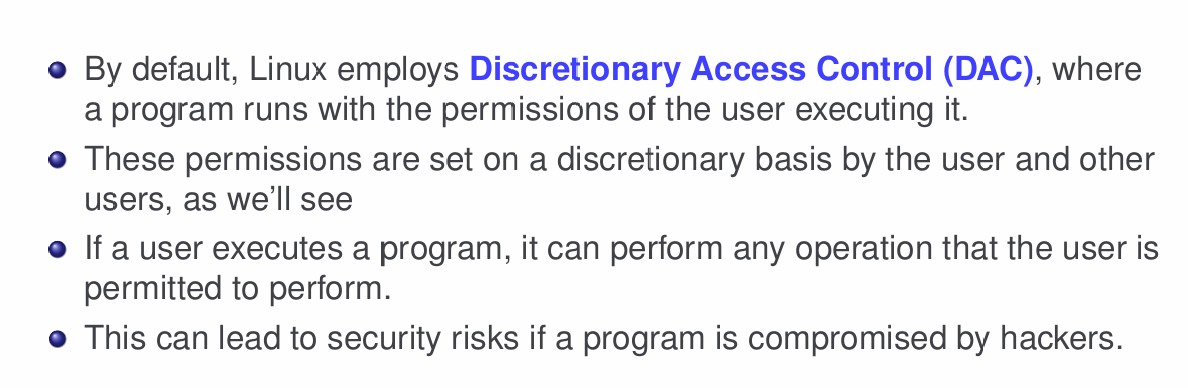 By default, Linux employs Discretionary Access Control (DAC), where
a program runs with the permissions of the user executing it.
These permissions are set on a discretionary basis by the user and other
users, as we'll see
If a user executes a program, it can perform any operation that the user is
permitted to perform.
This can lead to security risks if a program is compromised by hackers.